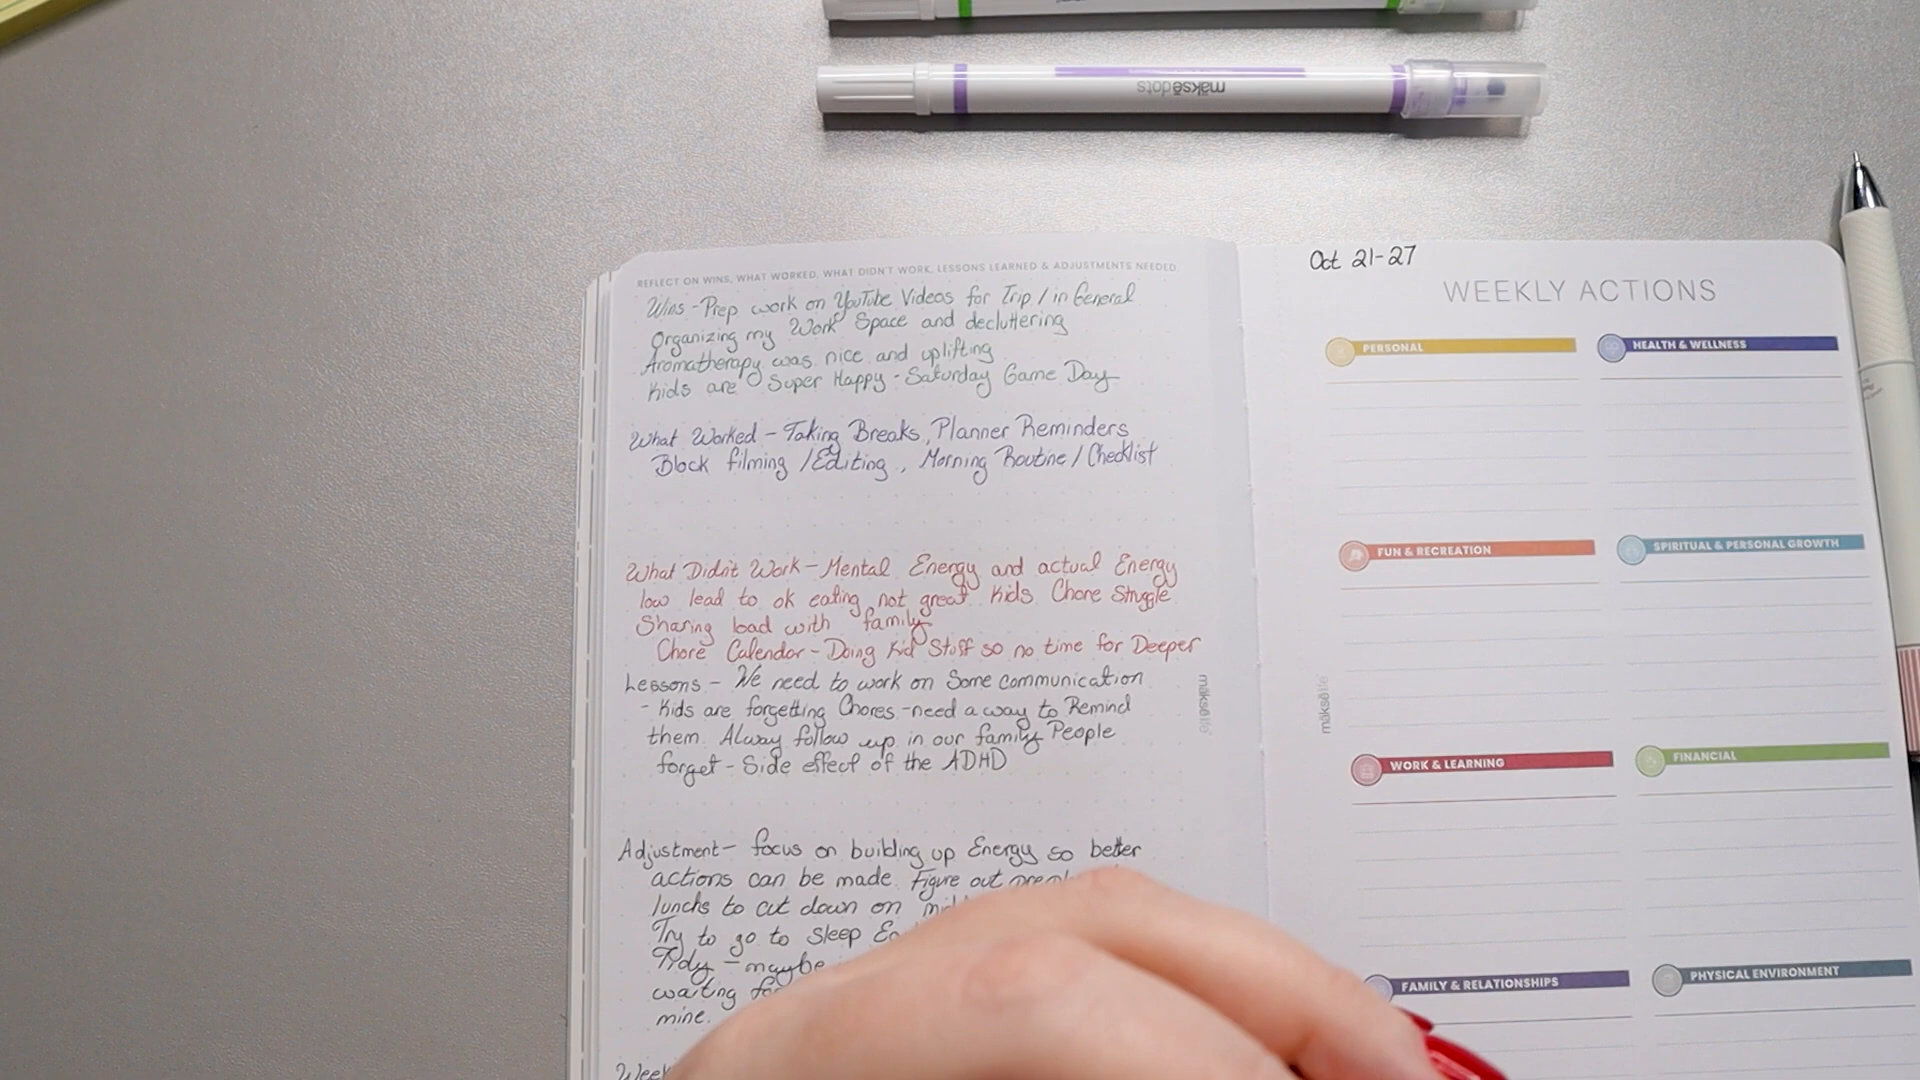 mäksēdots
REFLECT ON WINS, WHAT WORKED, WHAT DIDN'T WORK, LESSONS LEARNED & ADJUSTMENTS NEEDED
Wins - Prep work on YouTube Videos for Trip / in General
Organizing my Work Space and decluttering
Aromatherapy was nice and uplifting
Kids are Super Happy - Saturday Game Day
What Worked - Taking Breaks, Planner Reminders
Block filming / Editing, Morning Routine / Checklist
What Didn't Work - Mental Energy and actual Energy
low lead to ok eating not great. Kids Chore Struggle
Sharing load with family
Chore Calendar - Doing Kid Stuff so no time for Deeper
Lessons - We need to work on Some communication
- Kids are forgetting Chores - need a way to Remind
them. Alway follow up in our family People
forget - Side effect of the ADHD
Adjustment - focus on building up Energy so better
actions can be made. Figure out
lunchs to cut down on
Try to go to sleep
Tidy - maybe
waiting
mine.
mäksēlife
Oct 21-27
WEEKLY ACTIONS
PERSONAL
HEALTH & WELLNESS
FUN & RECREATION
SPIRITUAL & PERSONAL GROWTH
WORK & LEARNING
FINANCIAL
FAMILY & RELATIONSHIPS
PHYSICAL ENVIRONMENT
mäksēlife